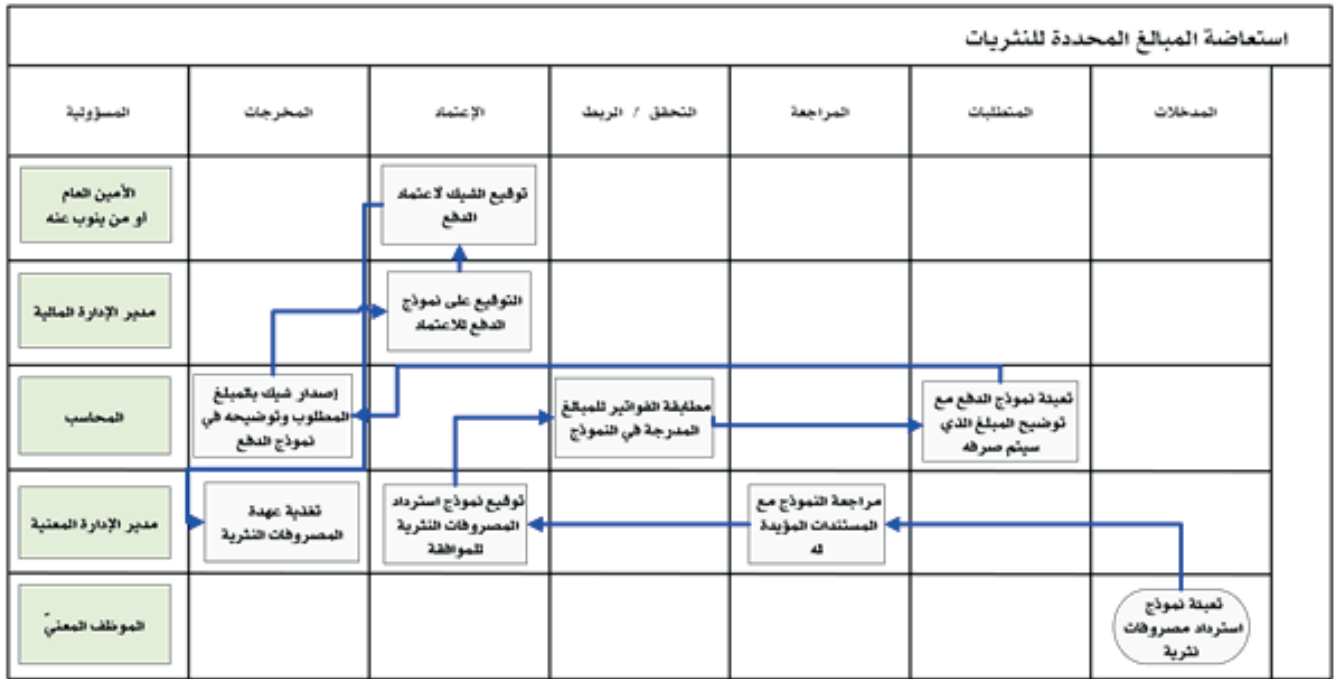 استعاضة المبالغ المحددة للنثريات
المدخلات
المتطلبات
المراجعة
التحقق / الربط
الإعتماد
المخرجات
المسؤولية
توقيع الشيك لاعتماد
الدفع
الأمين العام
او من ينوب عنه
التوقيع على نموذج
الدفع للاعتماد
مدير الإدارة المالية
تعبئة نموذج الدفع مع
توضيح المبلغ الذي
سيتم صرفه
مطابقة الفواتير للمبالغ
المدرجة في النموذج
إصدار شيك بالمبلغ
المطلوب وتوضيحه في
نموذج الدفع
المحاسب
مراجعة النموذج مع
المستندات المؤيدة
له
توقيع نموذج استرداد
المصروفات النثرية
للموافقة
تغذية عهدة
المصروفات النثرية
مدير الإدارة المعنية
تعبئة نموذج
استرداد مصروفات
نثرية
الموظف المعنيّ